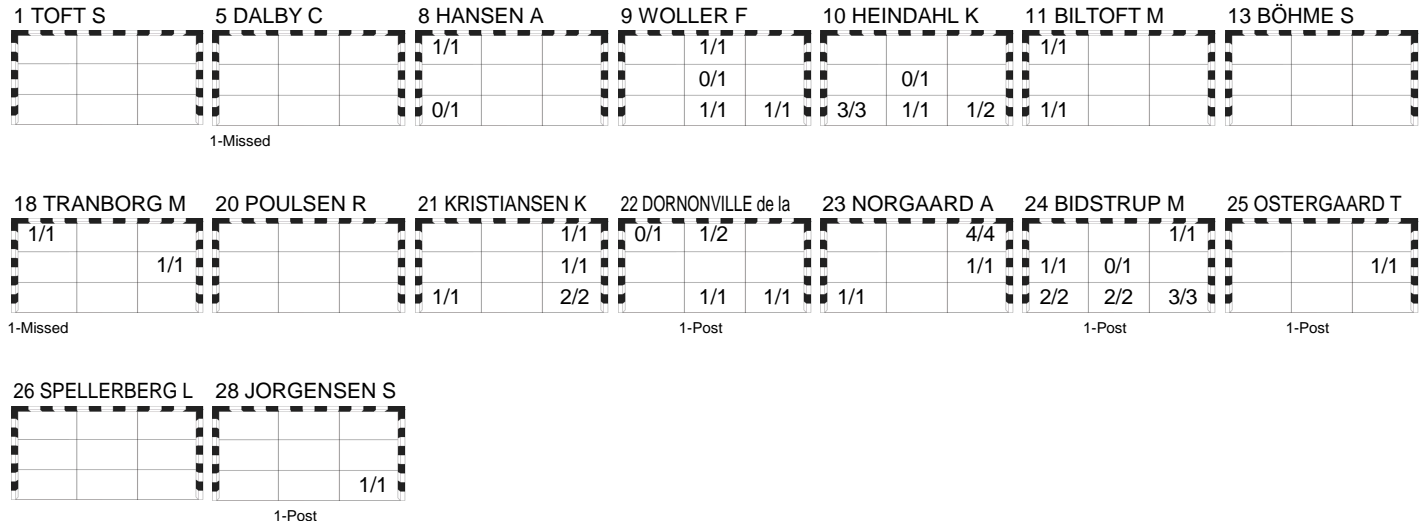 1 TOFT S 5 DALBY C 8 HANSEN A 9 WOLLER F 10 HEINDAHL K 11 BILTOFT M 13 BÖHME S
1/1 1/1 1/1
0/1 0/1
0/1 1/1 1/1 3/3 1/1 1/2 1/1
1-Missed
18 TRANBORG M 20 POULSEN R 21 KRISTIANSEN K 22 DORNONVILLE de la 23 NORGAARD A 24 BIDSTRUP M 25 OSTERGAARD T
1/1 1/1 0/1 1/2 4/4 1/1
1/1 1/1 1/1 1/1 0/1 1/1
1/1 2/2 1/1 1/1 1/1 2/2 2/2 3/3
1-Missed 1-Post 1-Post 1-Post
26 SPELLERBERG L 28 JORGENSEN S
1/1
1-Post